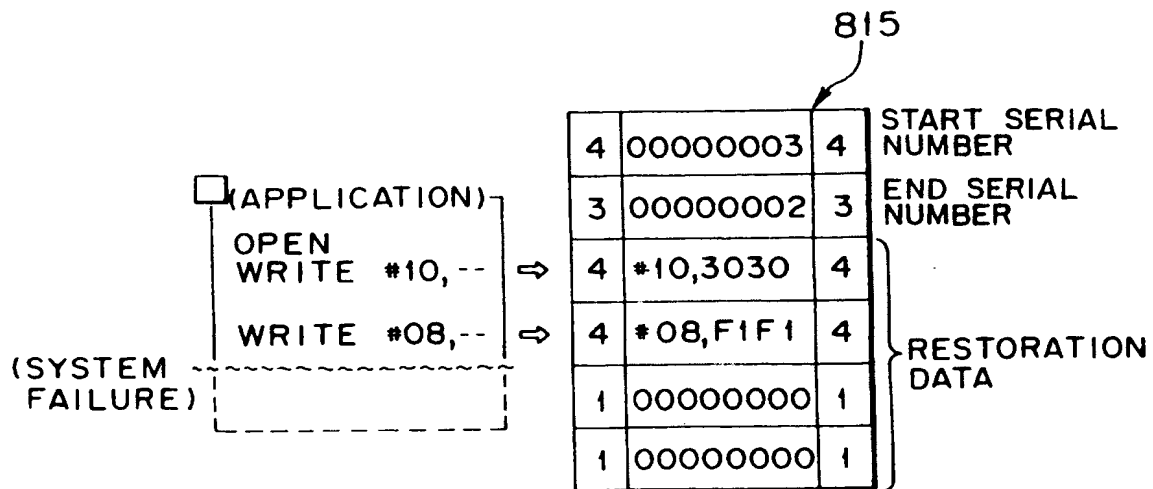 815
4 00000003 4 START SERIAL NUMBER
3 00000002 3 END SERIAL NUMBER
(APPLICATION)
OPEN
WRITE #10,-- ⇨ 4 #10,3030 4
WRITE #08,-- ⇨ 4 #08,F1F1 4
(SYSTEM FAILURE)
RESTORATION DATA
1 00000000 1
1 00000000 1